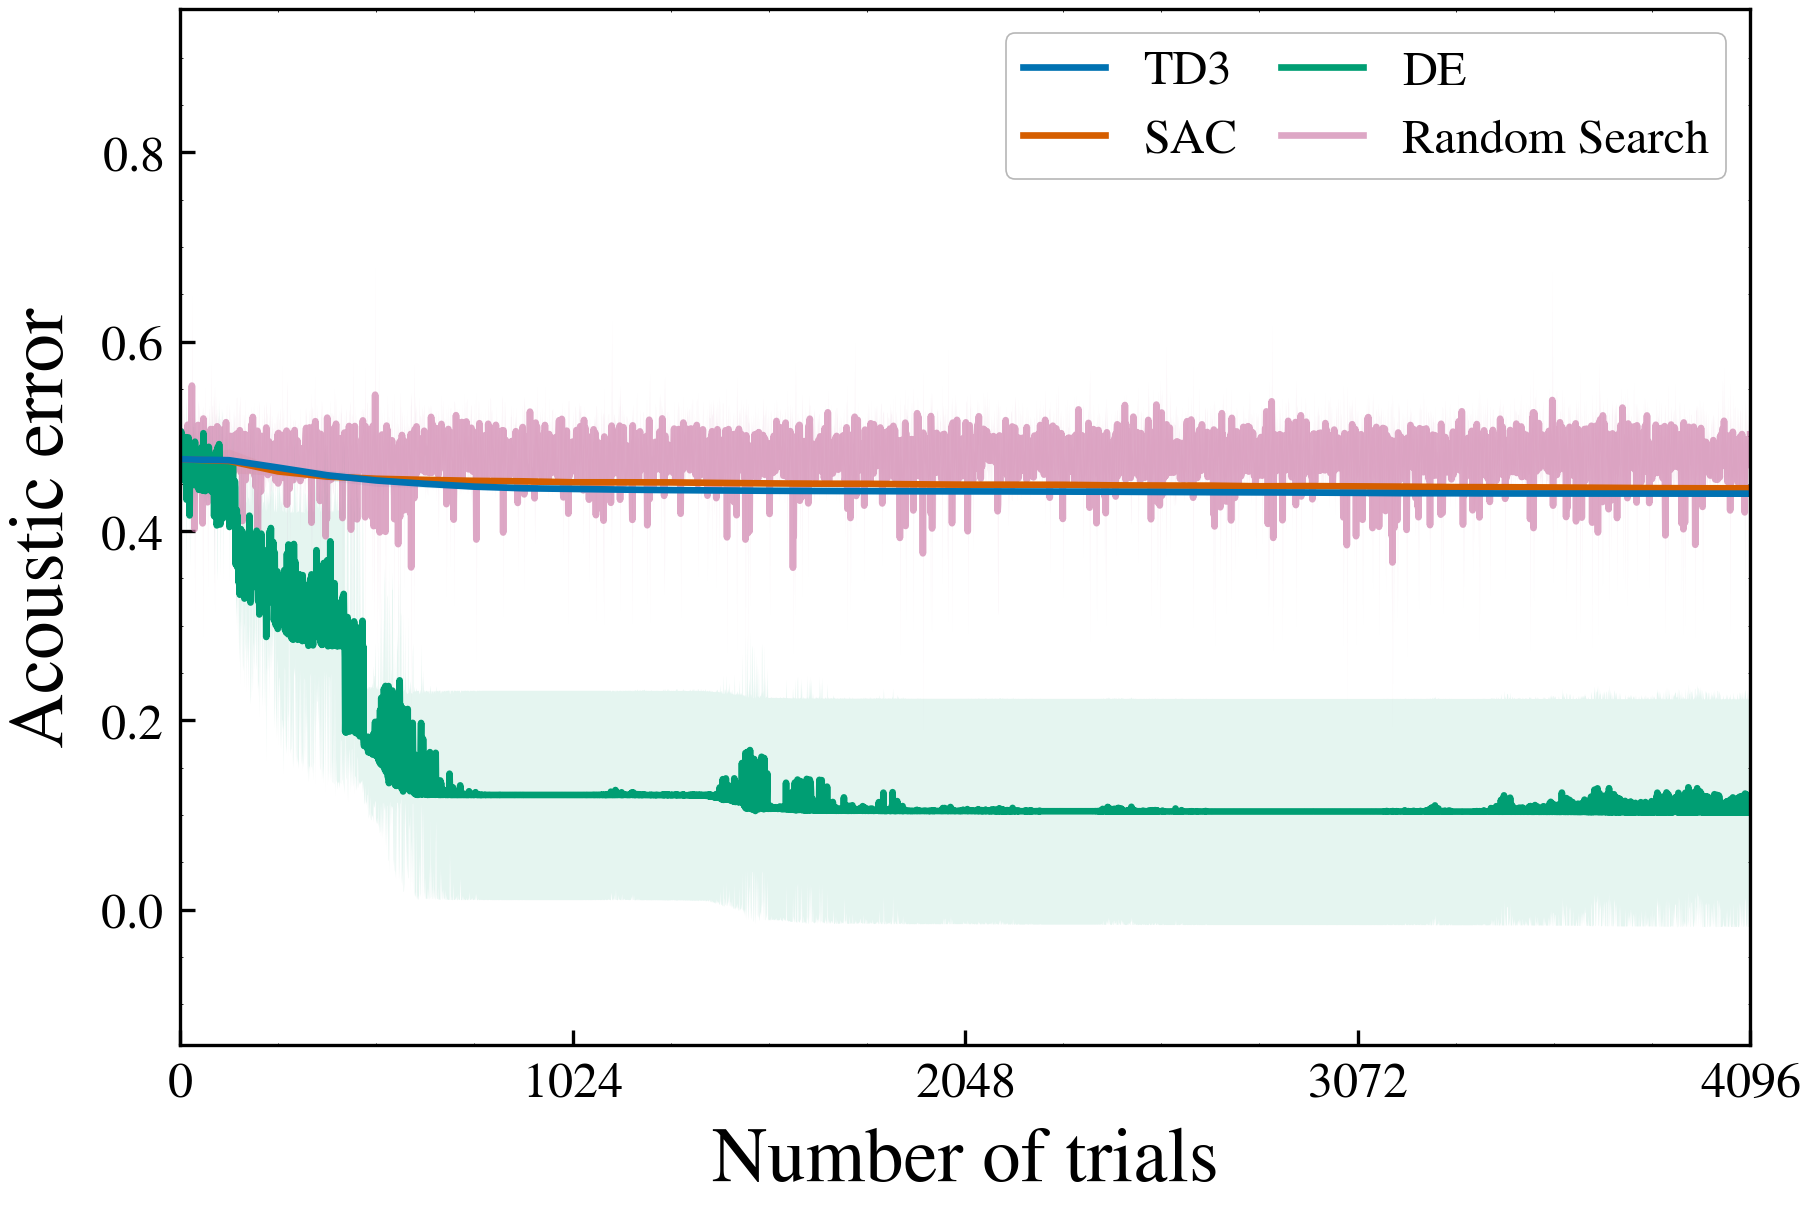 TD3
SAC
DE
Random Search
Acoustic error
0.8
0.6
0.4
0.2
0.0
0
1024
2048
3072
4096
Number of trials